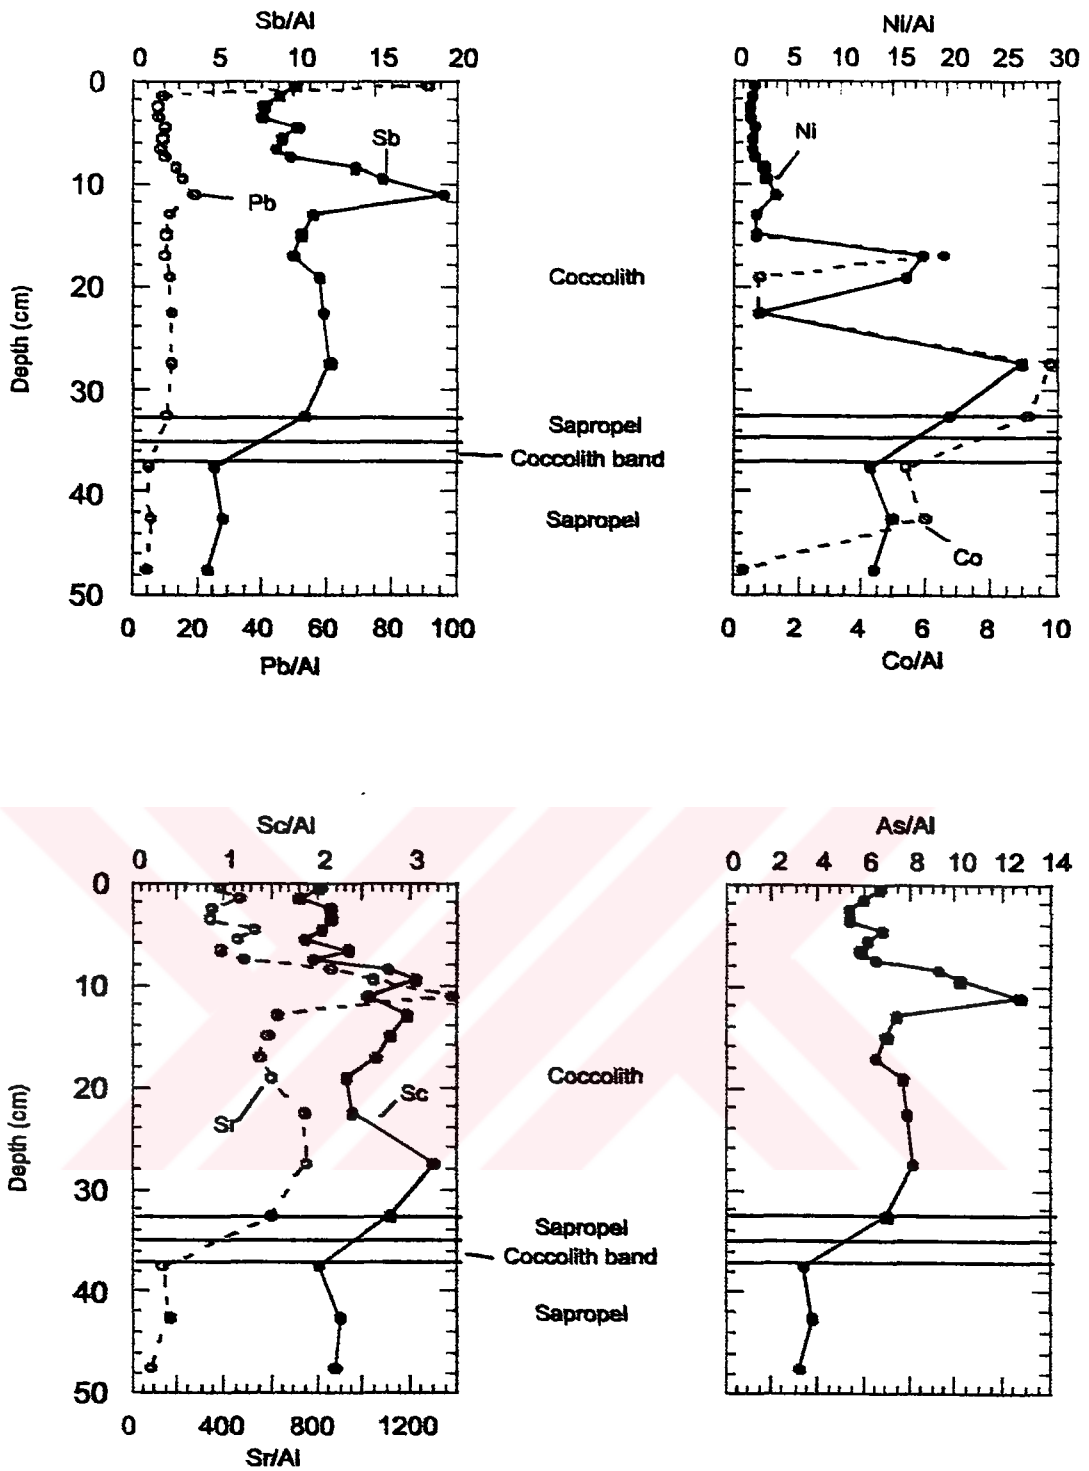 Sb/Al
0 5 10 15 20
Ni/Al
0 5 10 15 20 25 30
0
10
20
30
40
50
Depth (cm)
Sb
Pb
Ni
Co
Coccolith
Sapropel
Coccolith band
Sapropel
0 20 40 60 80 100
Pb/Al
0 2 4 6 8 10
Co/Al
Sc/Al
0 1 2 3
As/Al
0 2 4 6 8 10 12 14
0
10
20
30
40
50
Depth (cm)
Sr
Sc
Coccolith
Sapropel
Coccolith band
Sapropel
0 400 800 1200
Sr/Al